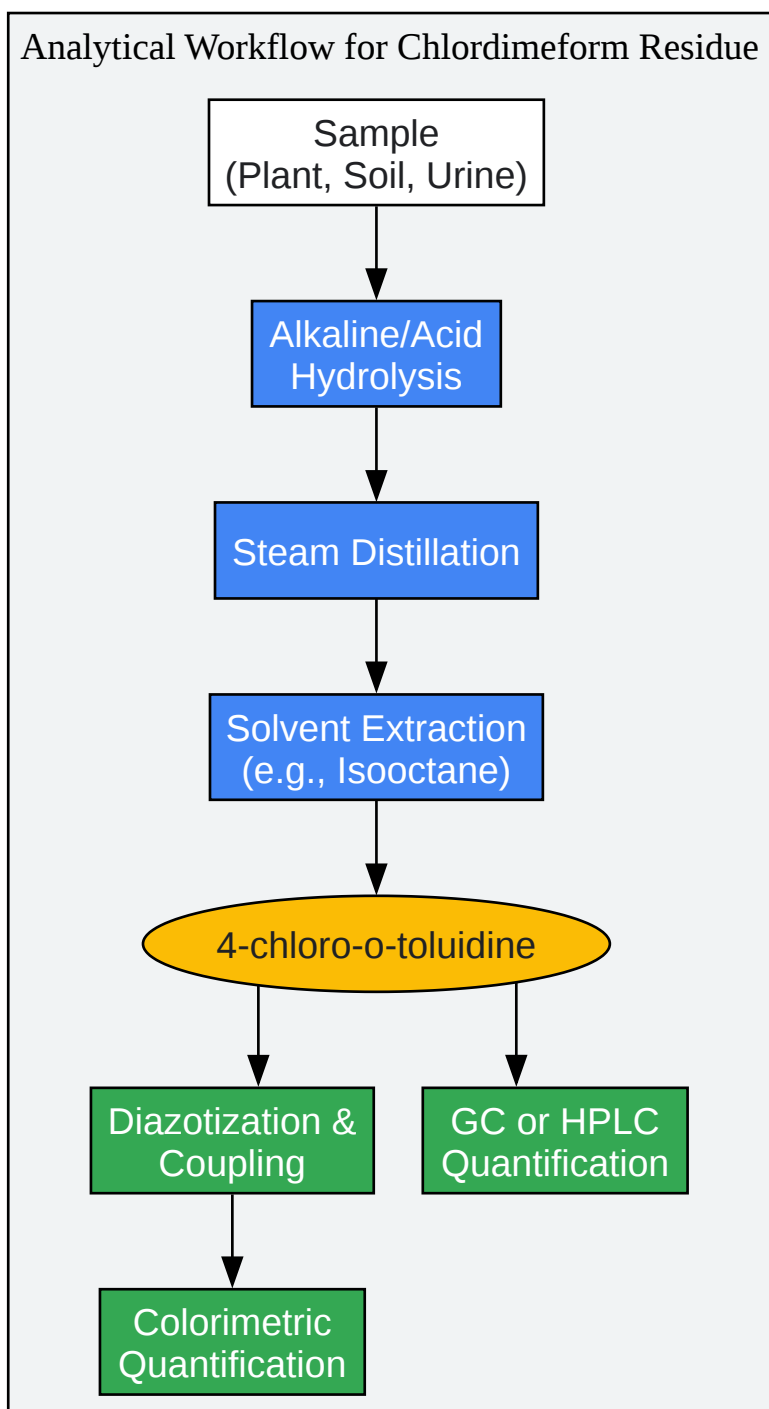 Analytical Workflow for Chlordimeform Residue
Sample
(Plant, Soil, Urine)
Alkaline/Acid
Hydrolysis
Steam Distillation
Solvent Extraction
(e.g., Isooctane)
4-chloro-o-toluidine
Diazotization &
Coupling
GC or HPLC
Quantification
Colorimetric
Quantification